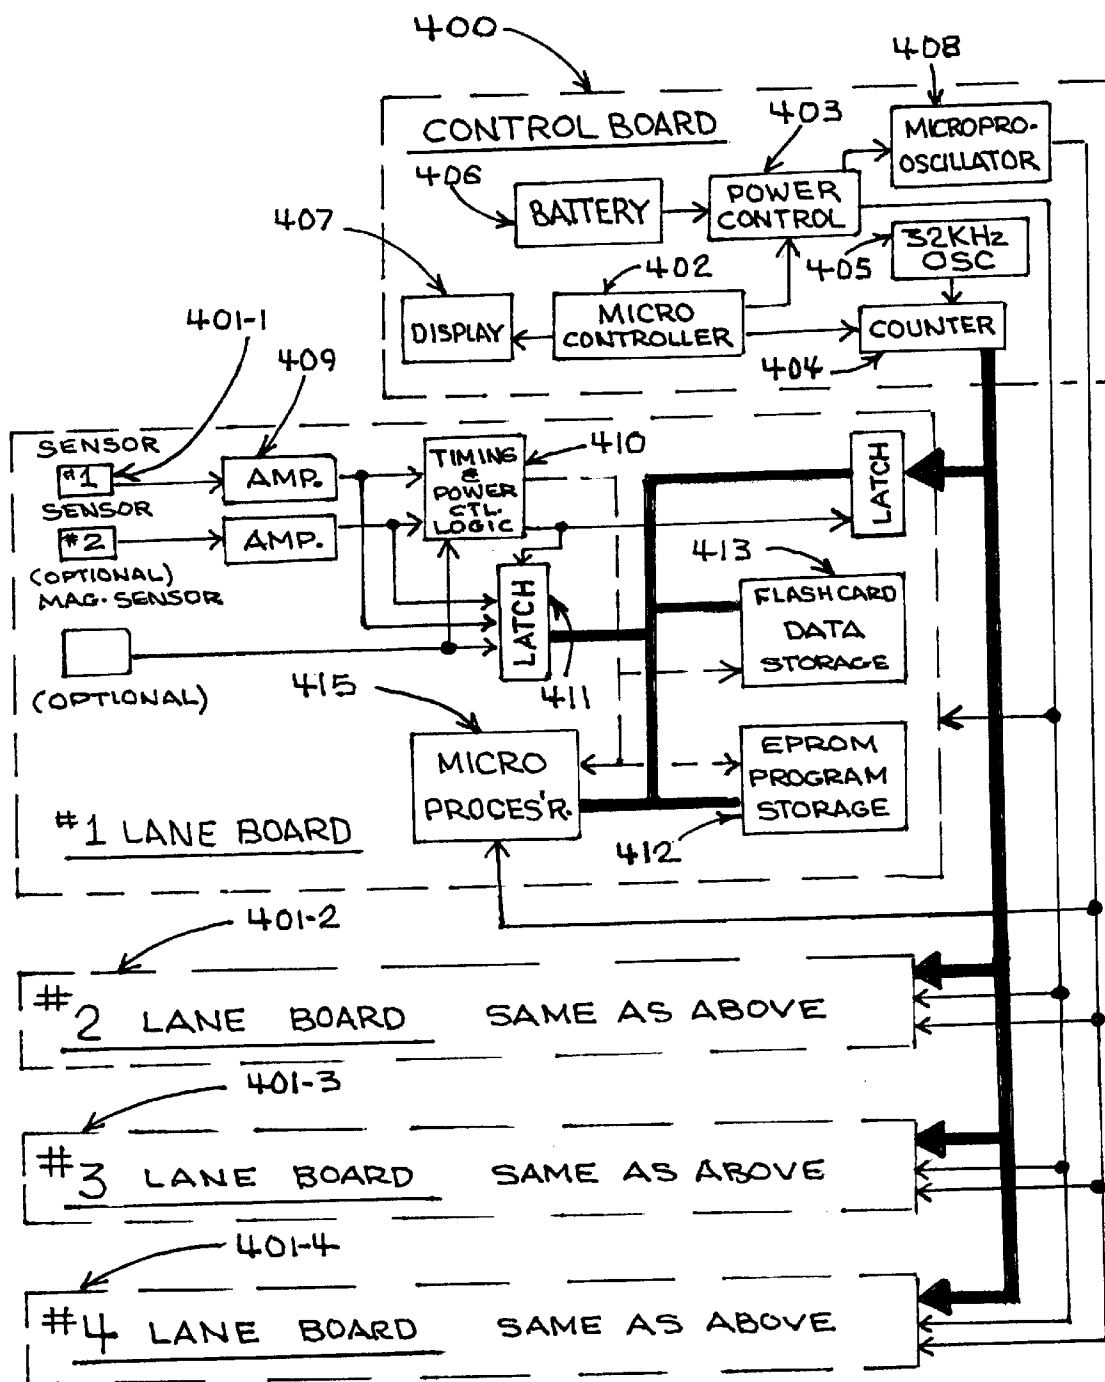 400
408
CONTROL BOARD
403
MICROPRO-
OSCILLATOR
406
BATTERY
POWER
CONTROL
407
405
32KHz
OSC
402
DISPLAY
MICRO
CONTROLLER
COUNTER
404
401-1
409
SENSOR
#1
AMP.
TIMING
&
POWER
CTL.
LOGIC
410
LATCH
SENSOR
#2
AMP.
(OPTIONAL)
MAG. SENSOR
LATCH
413
FLASH CARD
DATA
STORAGE
(OPTIONAL)
415
411
MICRO
PROCES'R.
EPROM
PROGRAM
STORAGE
#1 LANE BOARD
412
401-2
#2 LANE BOARD SAME AS ABOVE
401-3
#3 LANE BOARD SAME AS ABOVE
401-4
#4 LANE BOARD SAME AS ABOVE